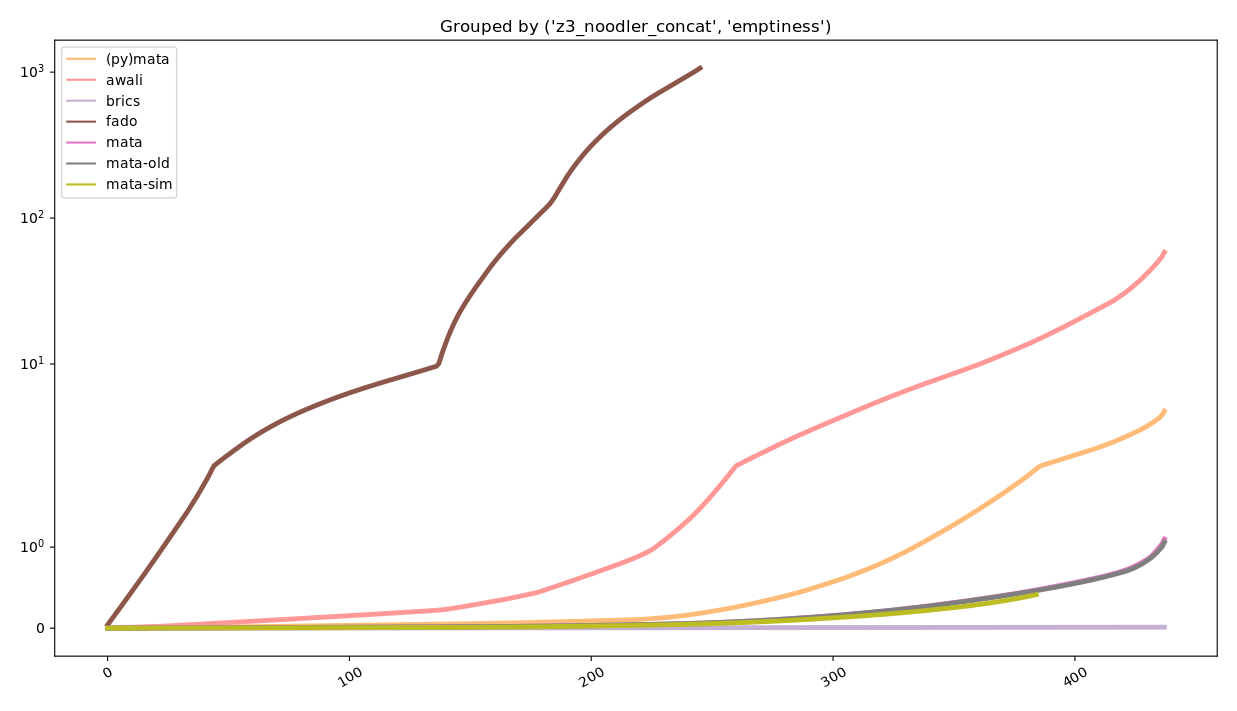 Grouped by ('z3_noodler_concat', 'emptiness')
(py)mata
awali
brics
fado
mata
mata-old
mata-sim
10³
10²
10¹
10⁰
0
0
100
200
300
400